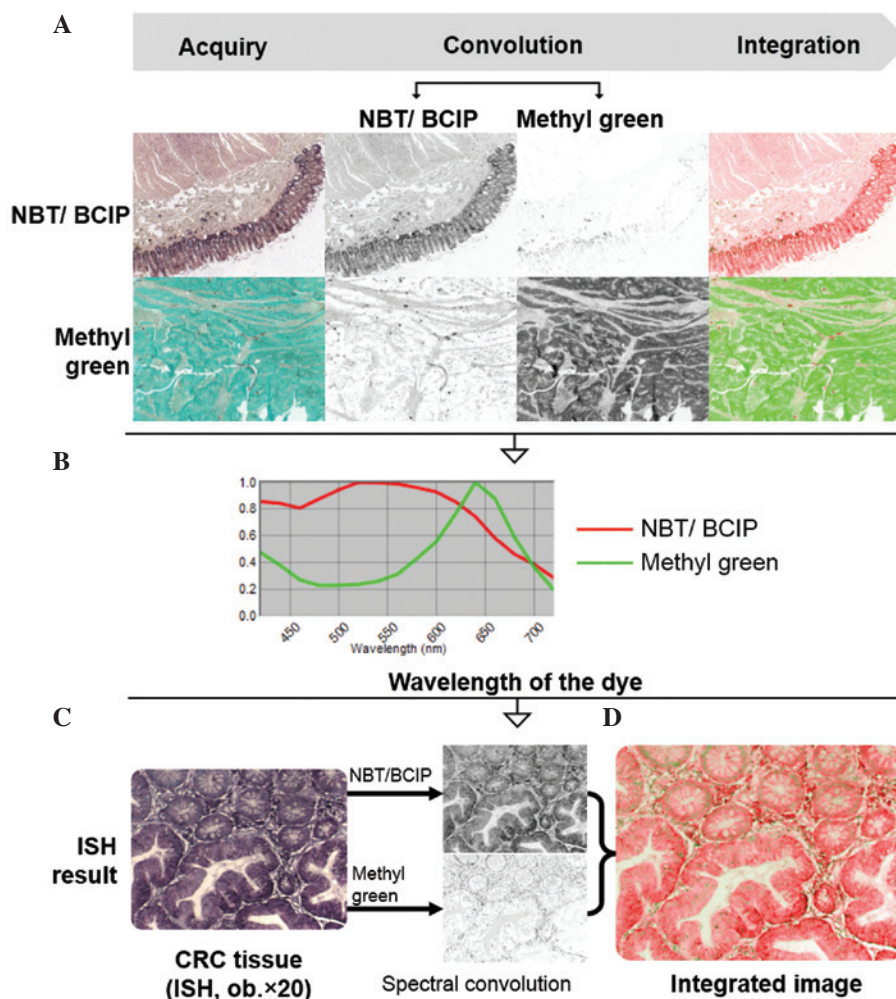 A
Acquiry Convolution Integration
NBT/ BCIP Methyl green
NBT/ BCIP
Methyl
green
B
1.0
0.8
0.6
0.4
0.2
0.0
450 500 550 600 650 700
Wavelength (nm)
NBT/ BCIP
Methyl green
Wavelength of the dye
C
D
ISH
result
NBT/BCIP
Methyl
green
CRC tissue
(ISH, ob.×20)
Spectral convolution
Integrated image